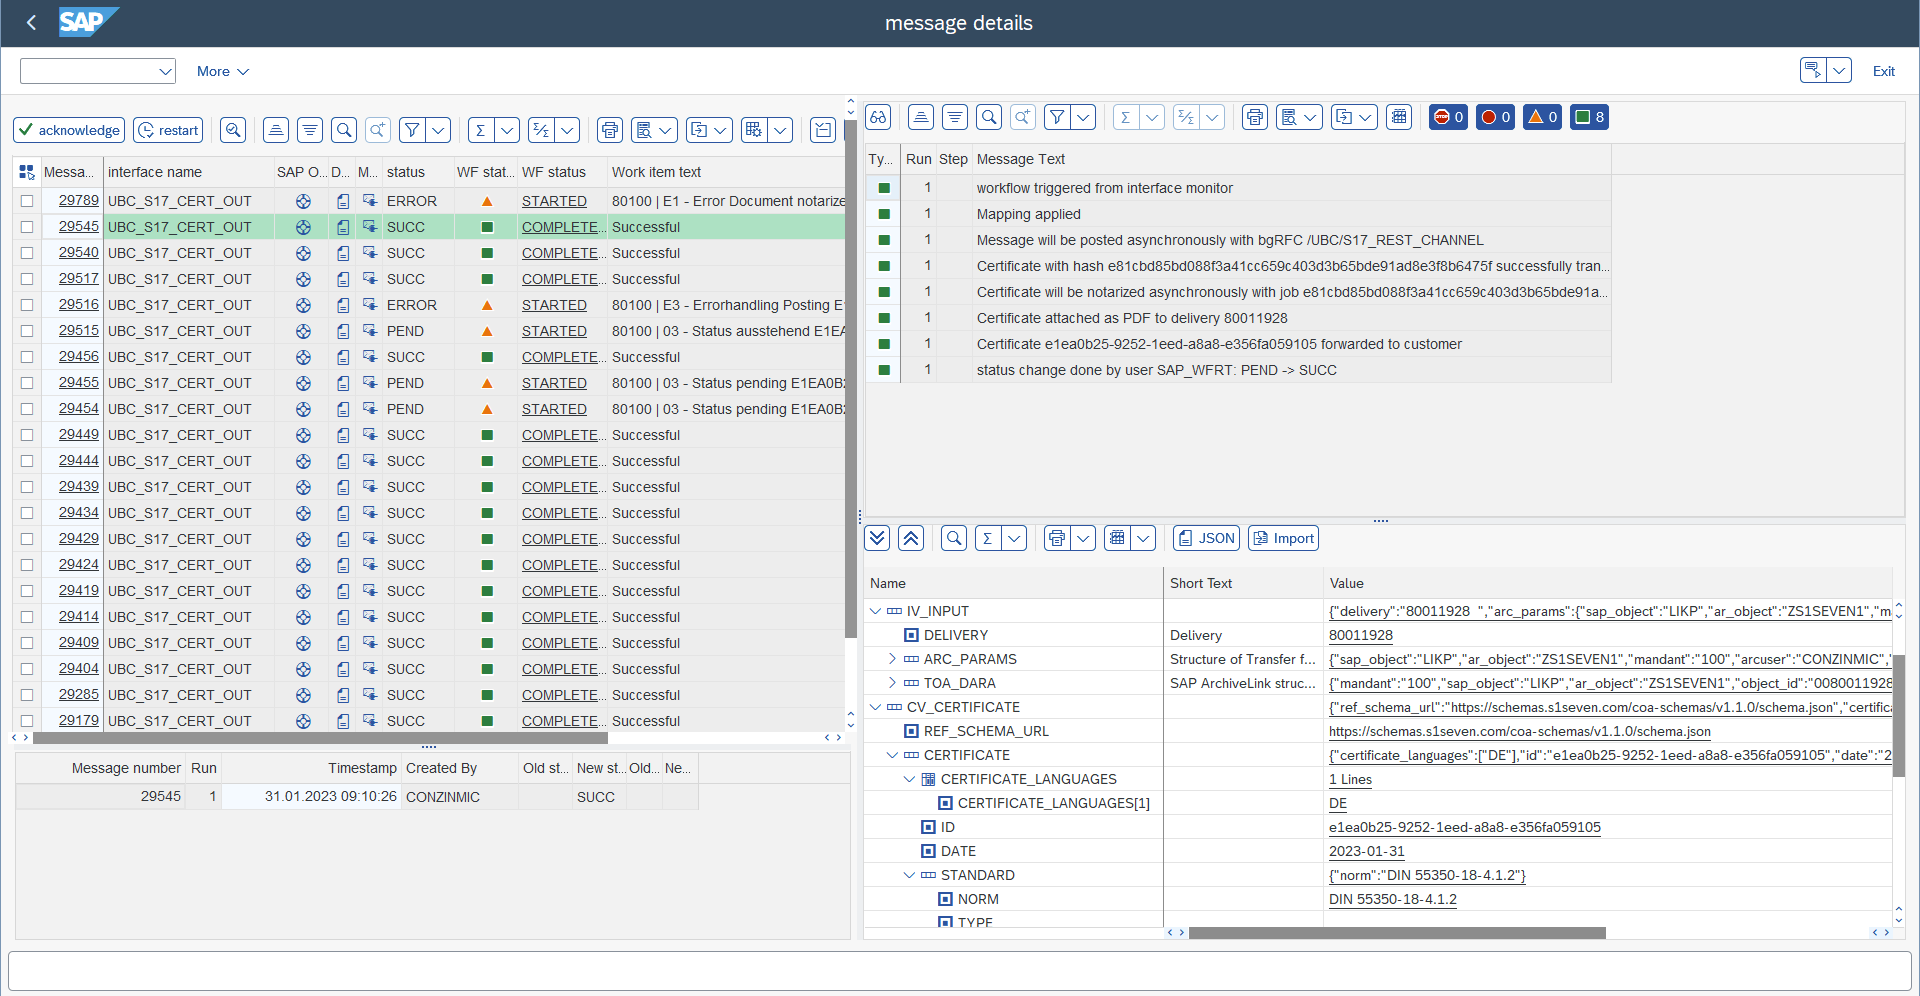 SAP
message details
More
Exit
acknowledge restart
Messa... interface name SAP O... D... M... status WF stat... WF status Work item text
29789 UBC_S17_CERT_OUT ERROR STARTED 80100 | E1 - Error Document notarize
29545 UBC_S17_CERT_OUT SUCC COMPLETE... Successful
29540 UBC_S17_CERT_OUT SUCC COMPLETE... Successful
29517 UBC_S17_CERT_OUT SUCC COMPLETE... Successful
29516 UBC_S17_CERT_OUT ERROR STARTED 80100 | E3 - Errorhandling Posting E
29515 UBC_S17_CERT_OUT PEND STARTED 80100 | 03 - Status ausstehend E1EA
29456 UBC_S17_CERT_OUT SUCC COMPLETE... Successful
29455 UBC_S17_CERT_OUT PEND STARTED 80100 | 03 - Status pending E1EA0B2
29454 UBC_S17_CERT_OUT PEND STARTED 80100 | 03 - Status pending E1EA0B2
29449 UBC_S17_CERT_OUT SUCC COMPLETE... Successful
29444 UBC_S17_CERT_OUT SUCC COMPLETE... Successful
29439 UBC_S17_CERT_OUT SUCC COMPLETE... Successful
29434 UBC_S17_CERT_OUT SUCC COMPLETE... Successful
29429 UBC_S17_CERT_OUT SUCC COMPLETE... Successful
29424 UBC_S17_CERT_OUT SUCC COMPLETE... Successful
29419 UBC_S17_CERT_OUT SUCC COMPLETE... Successful
29414 UBC_S17_CERT_OUT SUCC COMPLETE... Successful
29409 UBC_S17_CERT_OUT SUCC COMPLETE... Successful
29404 UBC_S17_CERT_OUT SUCC COMPLETE... Successful
29285 UBC_S17_CERT_OUT SUCC COMPLETE... Successful
29179 UBC_S17_CERT_OUT SUCC COMPLETE... Successful
Message number Run Timestamp Created By Old st... New st... Old... Ne...
29545 1 31.01.2023 09:10:26 CONZINMIC SUCC
0 0 0 8
Ty... Run Step Message Text
1 workflow triggered from interface monitor
1 Mapping applied
1 Message will be posted asynchronously with bgRFC /UBC/S17_REST_CHANNEL
1 Certificate with hash e81cbd85bd088f3a41cc659c403d3b65bde91ad8e3f8b6475f successfully tran...
1 Certificate will be notarized asynchronously with job e81cbd85bd088f3a41cc659c403d3b65bde91a...
1 Certificate attached as PDF to delivery 80011928
1 Certificate e1ea0b25-9252-1eed-a8a8-e356fa059105 forwarded to customer
1 status change done by user SAP_WFRT: PEND -> SUCC
JSON Import
Name Short Text Value
IV_INPUT {"delivery":"80011928 ","arc_params":{"sap_object":"LIKP","ar_object":"ZS1SEVEN1","m
DELIVERY Delivery 80011928
ARC_PARAMS Structure of Transfer f... {"sap_object":"LIKP","ar_object":"ZS1SEVEN1","mandant":"100","arcuser":"CONZINMIC","
TOA_DARA SAP ArchiveLink struc... {"mandant":"100","sap_object":"LIKP","ar_object":"ZS1SEVEN1","object_id":"0080011928
CV_CERTIFICATE {"ref_schema_url":"https://schemas.s1seven.com/coa-schemas/v1.1.0/schema.json","certifica
REF_SCHEMA_URL https://schemas.s1seven.com/coa-schemas/v1.1.0/schema.json
CERTIFICATE {"certificate_languages":["DE"],"id":"e1ea0b25-9252-1eed-a8a8-e356fa059105","date":"2
CERTIFICATE_LANGUAGES 1 Lines
CERTIFICATE_LANGUAGES[1] DE
ID e1ea0b25-9252-1eed-a8a8-e356fa059105
DATE 2023-01-31
STANDARD {"norm":"DIN 55350-18-4.1.2"}
NORM DIN 55350-18-4.1.2
TYPE